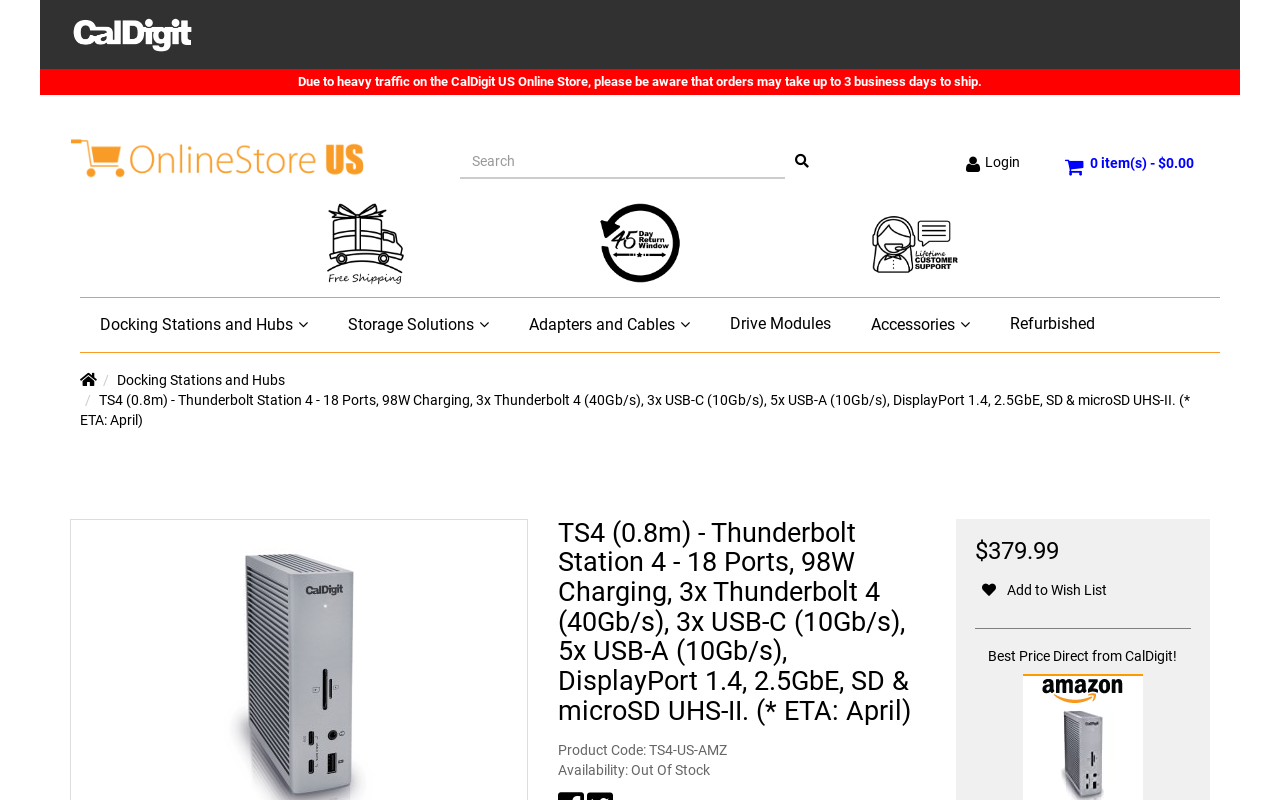 CalDigit
Due to heavy traffic on the CalDigit US Online Store, please be aware that orders may take up to 3 business days to ship.
OnlineStore US
Search
Login
0 item(s) - $0.00
Free Shipping
45 Day Return Window
Lifetime CUSTOMER SUPPORT
Docking Stations and Hubs
Storage Solutions
Adapters and Cables
Drive Modules
Accessories
Refurbished
/ Docking Stations and Hubs
/ TS4 (0.8m) - Thunderbolt Station 4 - 18 Ports, 98W Charging, 3x Thunderbolt 4 (40Gb/s), 3x USB-C (10Gb/s), 5x USB-A (10Gb/s), DisplayPort 1.4, 2.5GbE, SD & microSD UHS-II. (*
ETA: April)
CalDigit
TS4 (0.8m) - Thunderbolt
Station 4 - 18 Ports, 98W
Charging, 3x Thunderbolt 4
(40Gb/s), 3x USB-C (10Gb/s),
5x USB-A (10Gb/s),
DisplayPort 1.4, 2.5GbE, SD &
microSD UHS-II. (* ETA: April)
Product Code: TS4-US-AMZ
Availability: Out Of Stock
$379.99
Add to Wish List
Best Price Direct from CalDigit!
amazon